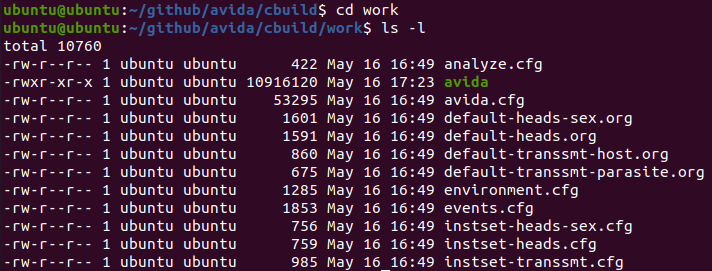 ubuntu@ubuntu:~/github/avida/cbuild$ cd work
ubuntu@ubuntu:~/github/avida/cbuild/work$ ls -l
total 10760
-rw-r--r-- 1 ubuntu ubuntu      422 May 16 16:49 analyze.cfg
-rwxr-xr-x 1 ubuntu ubuntu 10916120 May 16 17:23 avida
-rw-r--r-- 1 ubuntu ubuntu    53295 May 16 16:49 avida.cfg
-rw-r--r-- 1 ubuntu ubuntu     1601 May 16 16:49 default-heads-sex.org
-rw-r--r-- 1 ubuntu ubuntu     1591 May 16 16:49 default-heads.org
-rw-r--r-- 1 ubuntu ubuntu      860 May 16 16:49 default-transsmt-host.org
-rw-r--r-- 1 ubuntu ubuntu      675 May 16 16:49 default-transsmt-parasite.org
-rw-r--r-- 1 ubuntu ubuntu     1285 May 16 16:49 environment.cfg
-rw-r--r-- 1 ubuntu ubuntu     1853 May 16 16:49 events.cfg
-rw-r--r-- 1 ubuntu ubuntu      756 May 16 16:49 instset-heads-sex.cfg
-rw-r--r-- 1 ubuntu ubuntu      759 May 16 16:49 instset-heads.cfg
-rw-r--r-- 1 ubuntu ubuntu      985 May 16 16:49 instset-transsmt.cfg